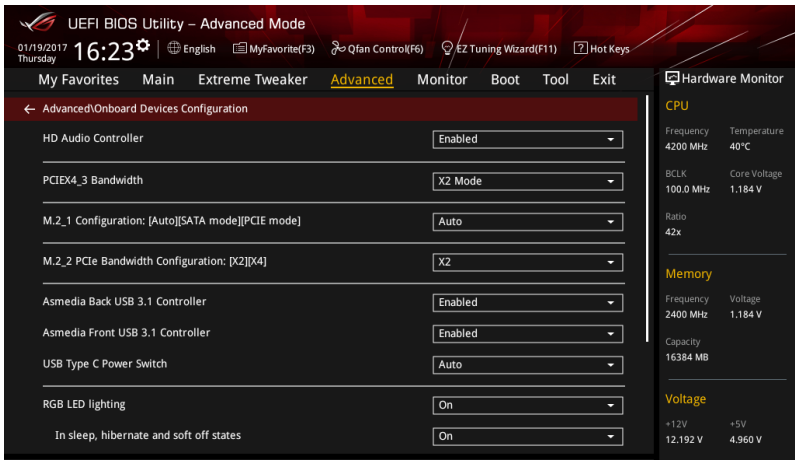 UEFI BIOS Utility – Advanced Mode
01/19/2017 Thursday 16:23 English MyFavorite(F3) Qfan Control(F6) EZ Tuning Wizard(F11) ? Hot Keys
My Favorites Main Extreme Tweaker Advanced Monitor Boot Tool Exit
← Advanced\Onboard Devices Configuration
HD Audio Controller Enabled
PCIEX4_3 Bandwidth X2 Mode
M.2_1 Configuration: [Auto][SATA mode][PCIE mode] Auto
M.2_2 PCIe Bandwidth Configuration: [X2][X4] X2
Asmedia Back USB 3.1 Controller Enabled
Asmedia Front USB 3.1 Controller Enabled
USB Type C Power Switch Auto
RGB LED lighting On
In sleep, hibernate and soft off states On
Hardware Monitor
CPU
Frequency Temperature
4200 MHz 40°C
BCLK Core Voltage
100.0 MHz 1.184 V
Ratio
42x
Memory
Frequency Voltage
2400 MHz 1.184 V
Capacity
16384 MB
Voltage
+12V +5V
12.192 V 4.960 V